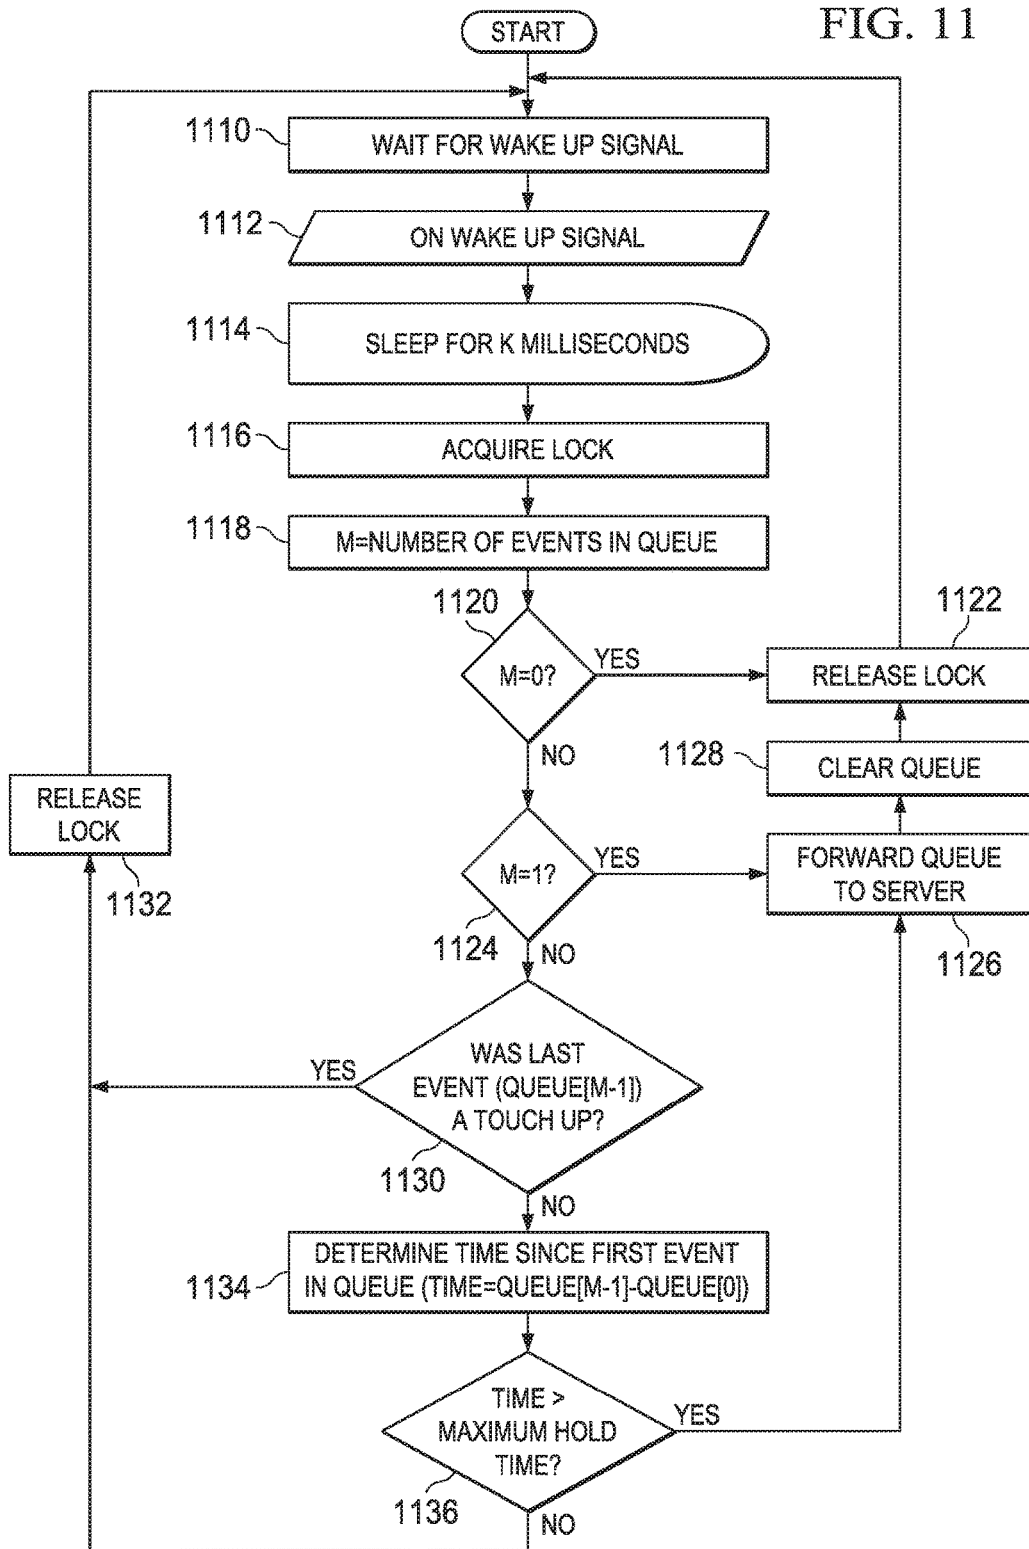 FIG. 11
START
1110
WAIT FOR WAKE UP SIGNAL
1112
ON WAKE UP SIGNAL
1114
SLEEP FOR K MILLISECONDS
1116
ACQUIRE LOCK
1118
M=NUMBER OF EVENTS IN QUEUE
1120
M=0?
YES
NO
1122
RELEASE LOCK
1128
CLEAR QUEUE
RELEASE
LOCK
1132
M=1?
YES
1124
NO
FORWARD QUEUE
TO SERVER
1126
WAS LAST
EVENT (QUEUE[M-1])
A TOUCH UP?
YES
1130
NO
1134
DETERMINE TIME SINCE FIRST EVENT
IN QUEUE (TIME=QUEUE[M-1]-QUEUE[0])
TIME >
MAXIMUM HOLD
TIME?
YES
1136
NO